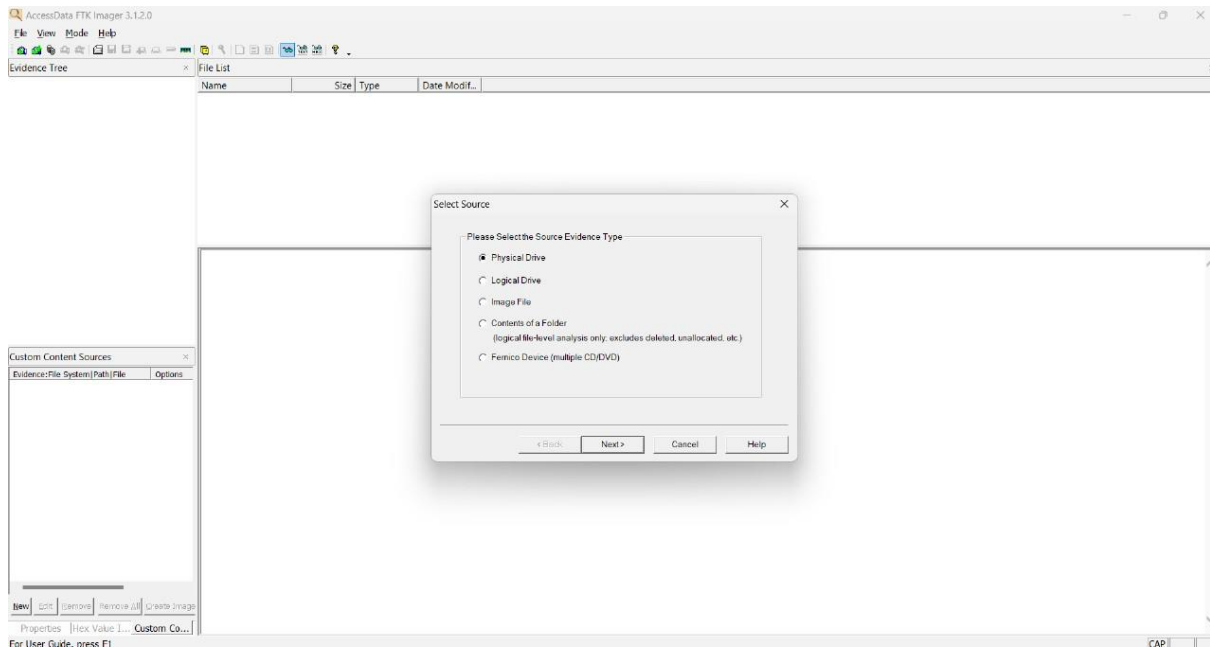 AccessData FTK Imager 3.1.2.0
File View Mode Help
Evidence Tree
File List
Name Size Type Date Modif...
Select Source
Please Select the Source Evidence Type
Physical Drive
Logical Drive
Image File
Contents of a Folder
(logical file-level analysis only; excludes deleted, unallocated, etc.)
Fernico Device (multiple CD/DVD)
< Back Next > Cancel Help
Custom Content Sources
Evidence:File System|Path|File Options
New Edit Remove Remove All Create Image
Properties Hex Value I... Custom Co...
For User Guide, press F1
CAP